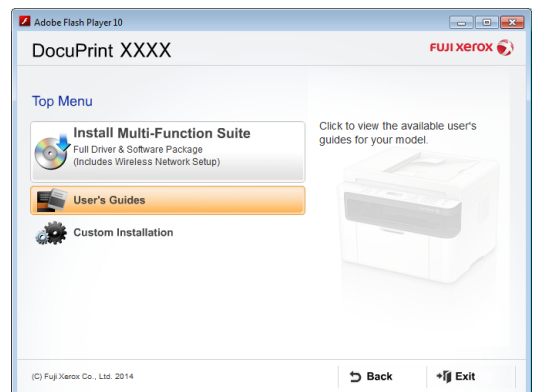 Adobe Flash Player 10
DocuPrint XXXX
FUJI XEROX
Top Menu
Install Multi-Function Suite
Full Driver & Software Package
(Includes Wireless Network Setup)
User's Guides
Custom Installation
Click to view the available user's
guides for your model.
(C) Fuji Xerox Co., Ltd. 2014
Back
Exit